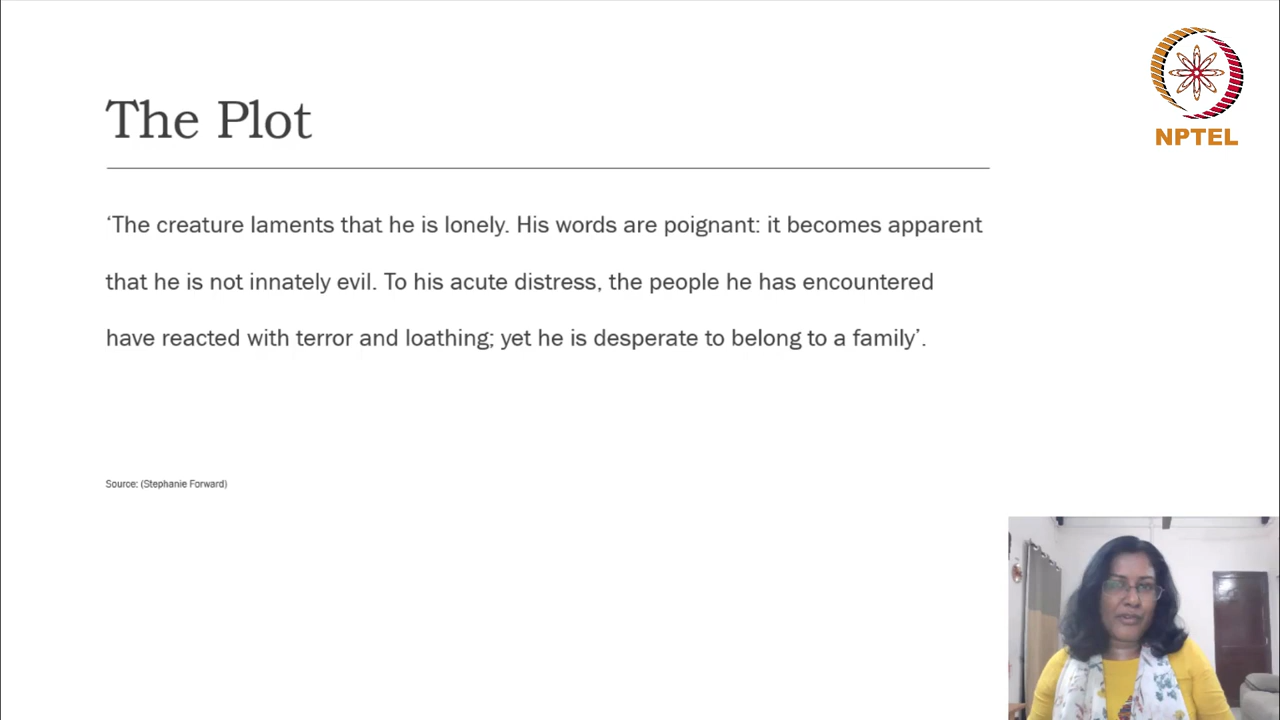 The Plot
NPTEL
‘The creature laments that he is lonely. His words are poignant: it becomes apparent
that he is not innately evil. To his acute distress, the people he has encountered
have reacted with terror and loathing; yet he is desperate to belong to a family’.
Source: (Stephanie Forward)